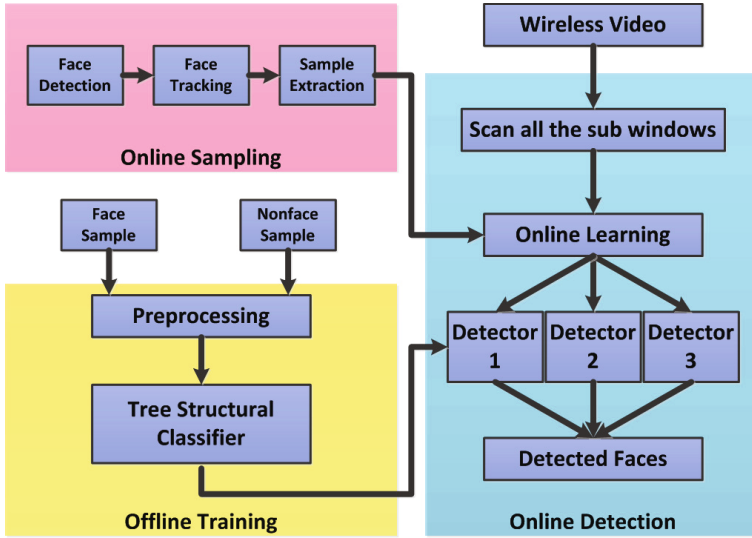 Face
Detection
Face
Tracking
Sample
Extraction
Online Sampling
Face
Sample
Nonface
Sample
Preprocessing
Tree Structural
Classifier
Offline Training
Wireless Video
Scan all the sub windows
Online Learning
Detector
1
Detector
2
Detector
3
Detected Faces
Online Detection